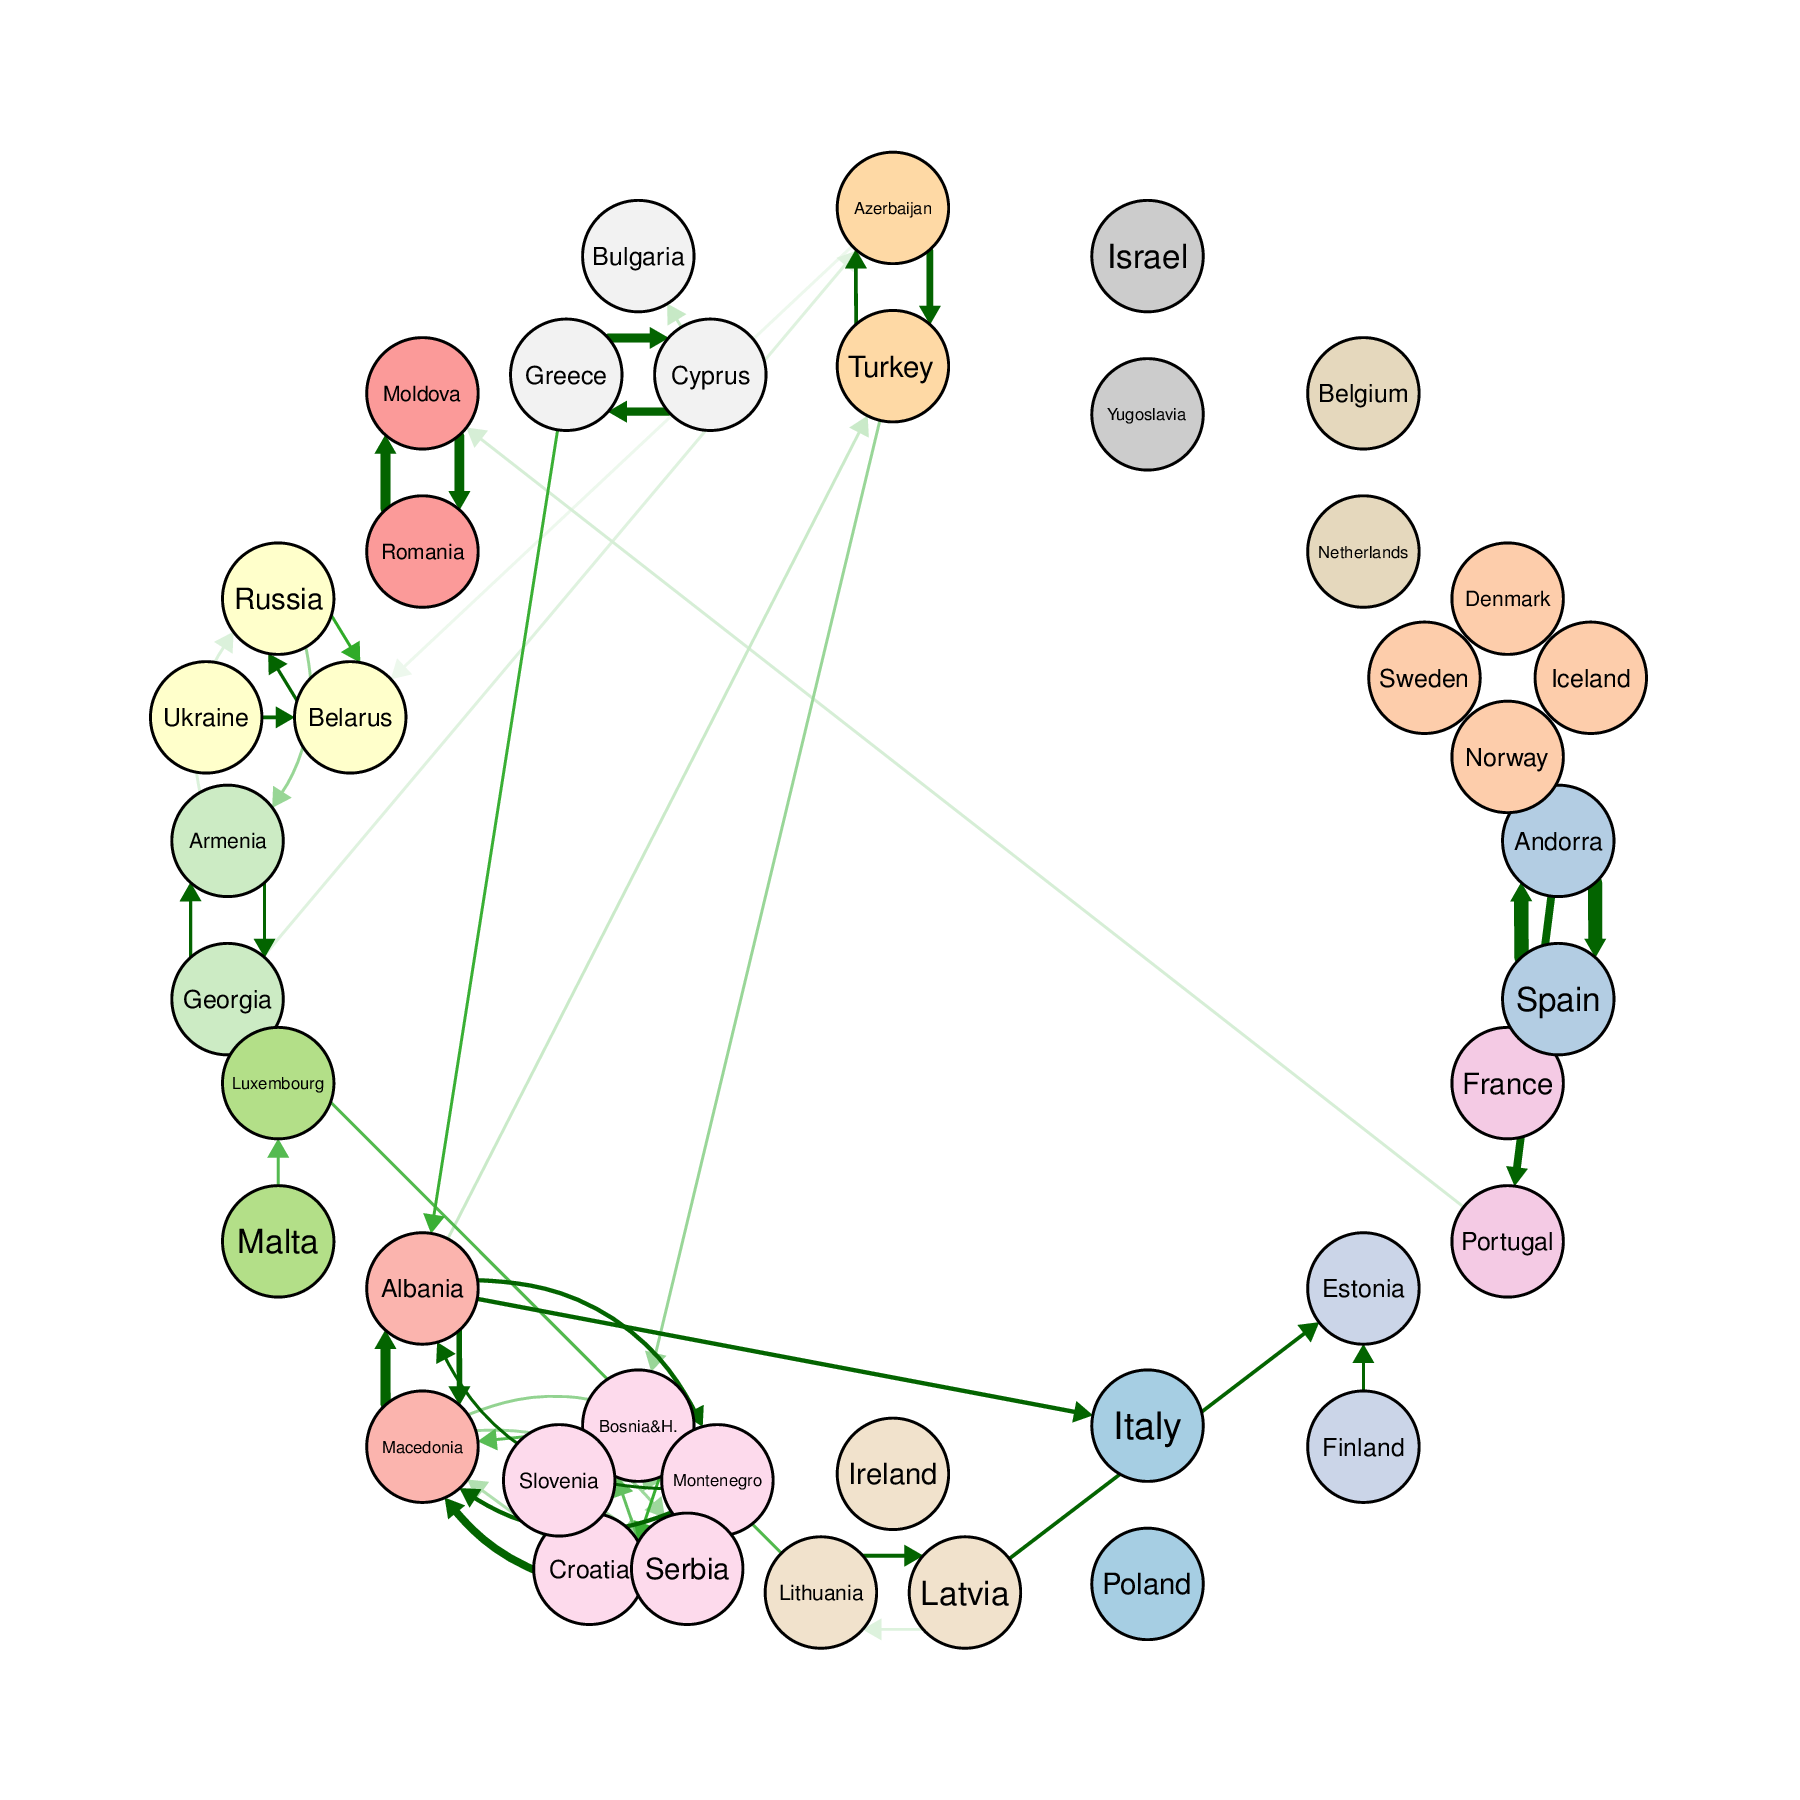 Azerbaijan
Bulgaria
Israel
Turkey
Greece
Cyprus
Moldova
Yugoslavia
Belgium
Romania
Netherlands
Russia
Denmark
Sweden
Iceland
Ukraine
Belarus
Norway
Armenia
Andorra
Georgia
Spain
Luxembourg
France
Malta
Portugal
Albania
Estonia
Bosnia&H.
Italy
Macedonia
Finland
Slovenia
Montenegro
Ireland
Croatia
Serbia
Lithuania
Latvia
Poland